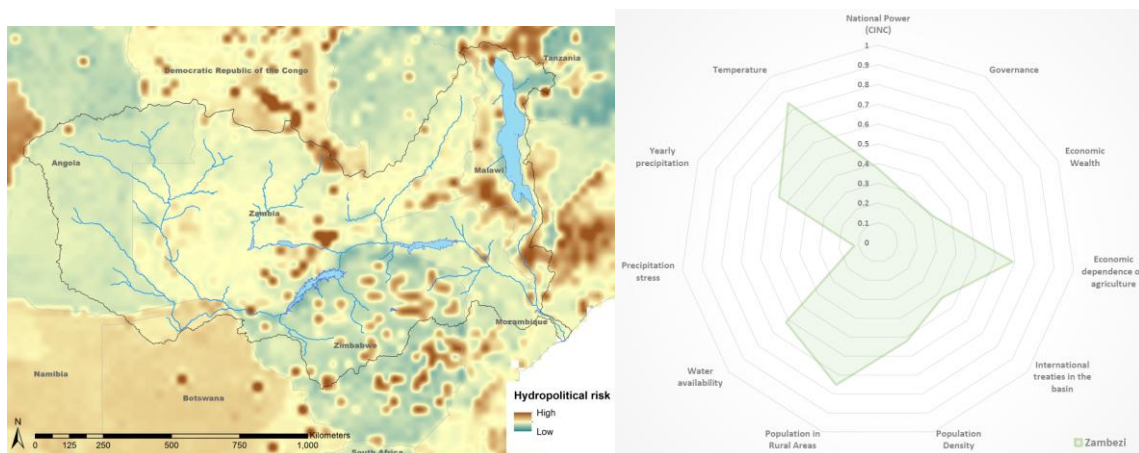 Democratic Republic of the Congo
Tanzania
Angola
Malawi
Zambia
Mozambique
Zimbabwe
Namibia
Botswana
South Africa
N
Kilometers
0 125 250 500 750 1,000
Hydropolitical risk
High
Low
National Power
(CINC)
Governance
Economic
Wealth
Economic
dependence of
agriculture
International
treaties in the
basin
Population
Density
Population in
Rural Areas
Water
availability
Precipitation
stress
Yearly
precipitation
Temperature
1
0.9
0.8
0.7
0.6
0.5
0.4
0.3
0.2
0.1
0
Zambezi